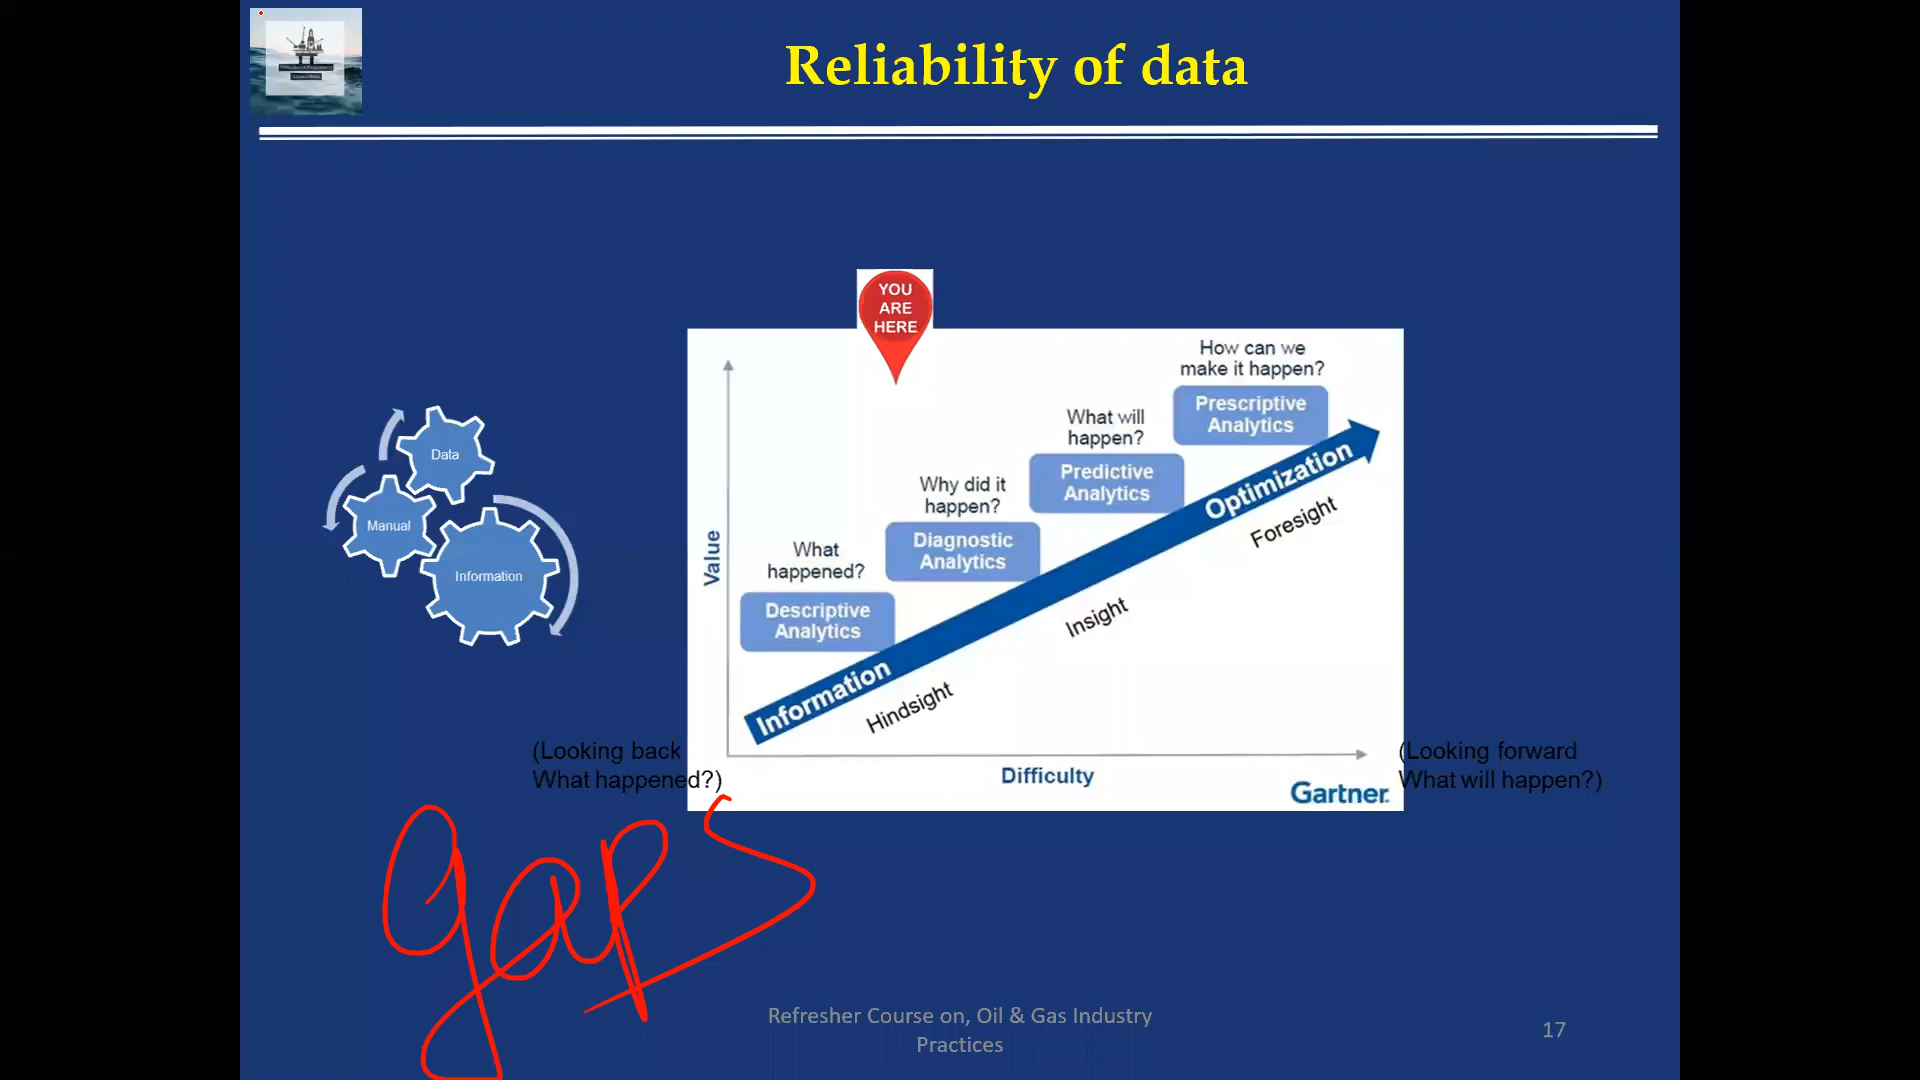 Reliability of data
YOU
ARE
HERE
How can we
make it happen?
Prescriptive
Analytics
What will
happen?
Predictive
Analytics
Why did it
happen?
Diagnostic
Analytics
What
happened?
Descriptive
Analytics
Value
Information
Optimization
Hindsight
Insight
Foresight
Difficulty
Gartner
Data
Manual
Information
(Looking back
What happened?)
(Looking forward
What will happen?)
gaps
Refresher Course on, Oil & Gas Industry
Practices
17